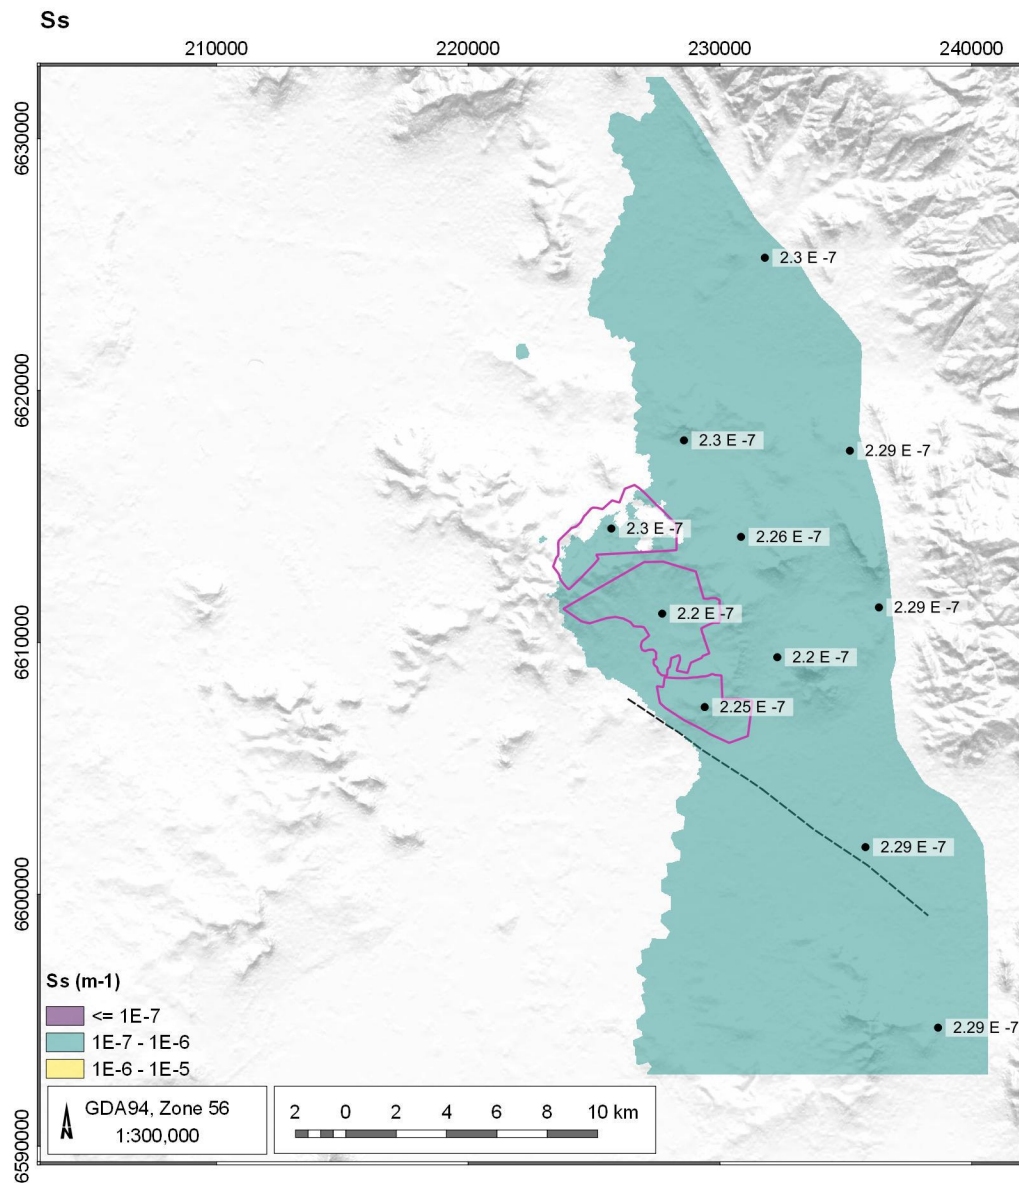 Ss
210000 220000 230000 240000
6630000
2.3 E -7
6620000
2.3 E -7
2.29 E -7
2.3 E -7
2.26 E -7
2.29 E -7
2.2 E -7
6610000
2.2 E -7
2.25 E -7
2.29 E -7
6600000
Ss (m-1)
<= 1E-7
1E-7 - 1E-6
1E-6 - 1E-5
2.29 E -7
N
GDA94, Zone 56
1:300,000
2 0 2 4 6 8 10 km
6590000